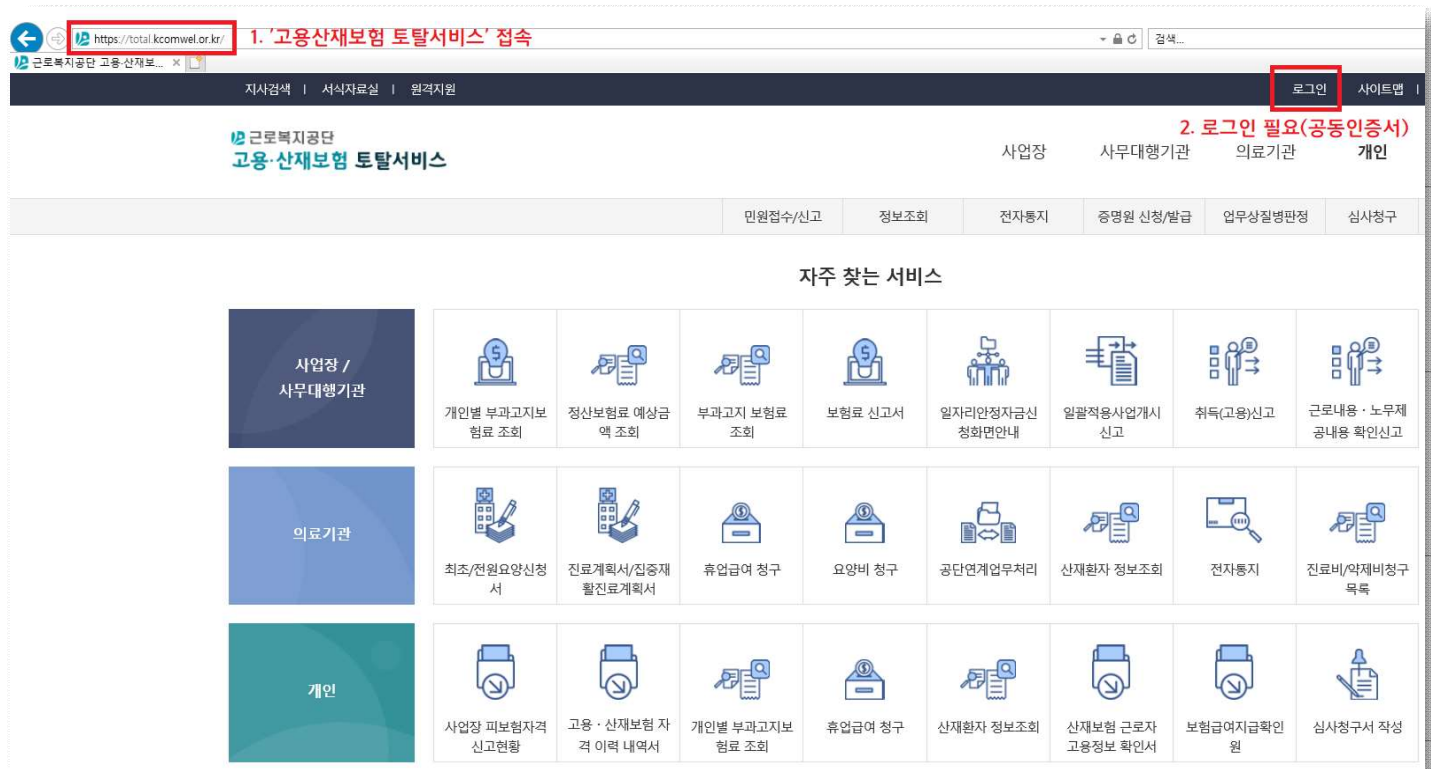 https://total.kcomwel.or.kr/
1. '고용산재보험 토탈서비스' 접속
검색...
근로복지공단 고용·산재보...
지사검색 | 서식자료실 | 원격지원
로그인 사이트맵 |
2. 로그인 필요(공동인증서)
근로복지공단
고용·산재보험 토탈서비스
사업장 사무대행기관 의료기관 개인
민원접수/신고 정보조회 전자통지 증명원 신청/발급 업무상질병판정 심사청구
자주 찾는 서비스
사업장 /
사무대행기관
개인별 부과고지보
험료 조회
정산보험료 예상금
액 조회
부과고지 보험료
조회
보험료 신고서
일자리안정자금신
청화면안내
일괄적용사업개시
신고
취득(고용)신고
근로내용 · 노무제
공내용 확인신고
의료기관
최초/전원요양신청
서
진료계획서/집중재
활진료계획서
휴업급여 청구
요양비 청구
공단연계업무처리
산재환자 정보조회
전자통지
진료비/약제비청구
목록
개인
사업장 피보험자격
신고현황
고용 · 산재보험 자
격 이력 내역서
개인별 부과고지보
험료 조회
휴업급여 청구
산재환자 정보조회
산재보험 근로자
고용정보 확인서
보험급여지급확인
원
심사청구서 작성